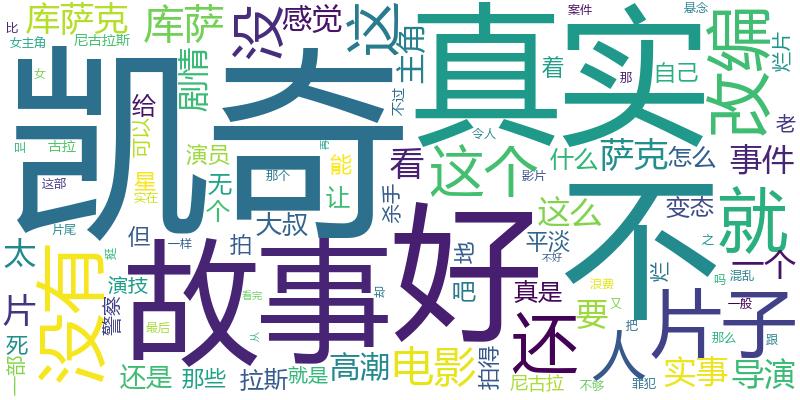 比 库萨克 库萨 没 感觉 这 主角 真实 改编 案件 悬念
女主角 尼古拉斯 烂片
女 剧情 凯奇 着 那 自己
给 不过 令人 老
叫 古拉 可以 演员 看 这个 什么 萨克 怎么 事件
这部 星 无 那个 能 杀手 影片
实在 个 让 这么 不 变态 就
片尾 但 大叔 好 平淡 之
太 没有 挺 一样 拍 故事 地 不好 烂 吗 混乱 一个
片 警察 演技 看完 却 吧 真是 浪费 一般
死 最后 还 要 又 人 片子 那么 跟
一部 还是 那些 从 拉斯 就是 高潮 电影 拍得 尼古拉 不够 把 罪犯 实事 导演
再